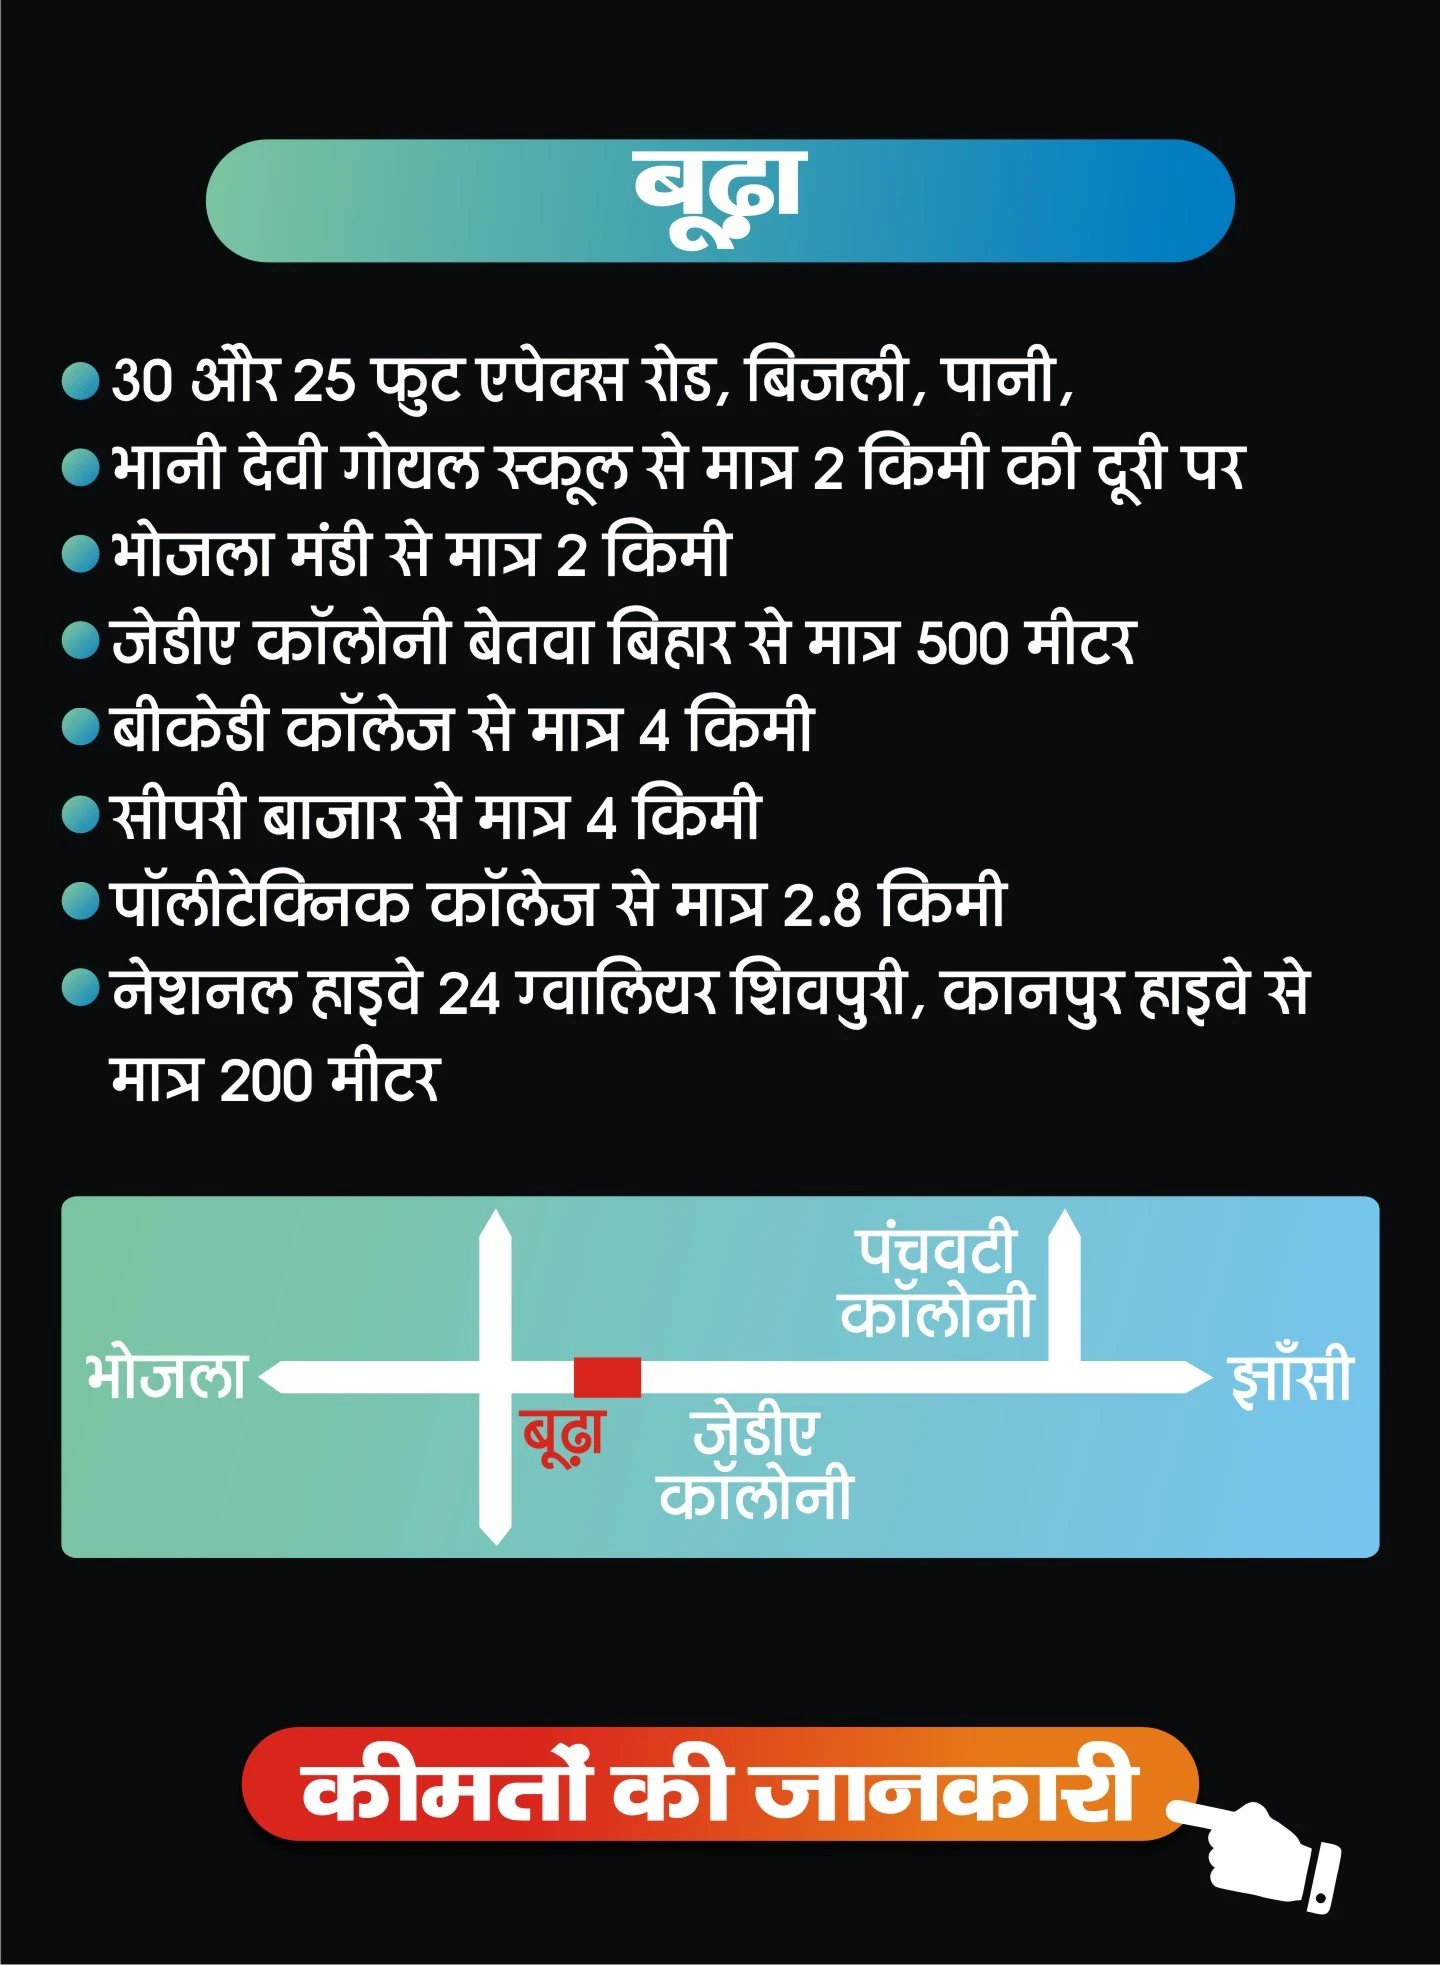 बूढ़ा
30 और 25 फुट एपेक्स रोड, बिजली, पानी,
भानी देवी गोयल स्कूल से मात्र 2 किमी की दूरी पर
भोजला मंडी से मात्र 2 किमी
जेडीए कॉलोनी बेतवा बिहार से मात्र 500 मीटर
बीकेडी कॉलेज से मात्र 4 किमी
सीपरी बाजार से मात्र 4 किमी
पॉलीटेक्निक कॉलेज से मात्र 2.8 किमी
नेशनल हाइवे 24 ग्वालियर शिवपुरी, कानपुर हाइवे से
मात्र 200 मीटर
पंचवटी
कॉलोनी
भोजला
झाँसी
बूढ़ा
जेडीए
कॉलोनी
कीमतों की जानकारी